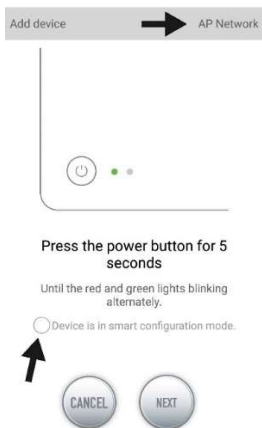 Add device AP Network
Press the power button for 5
seconds
Until the red and green lights blinking
alternately.
Device is in smart configuration mode.
CANCEL NEXT